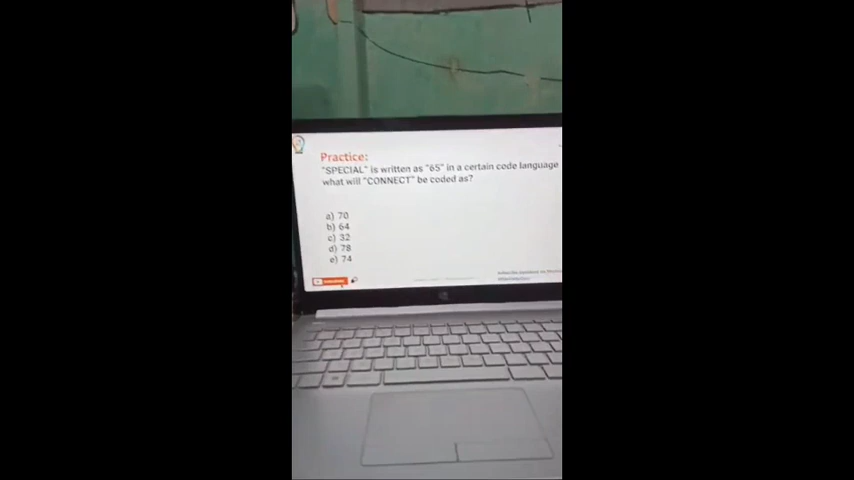 Practice:
"SPECIAL" is written as "65" in a certain code language
what will "CONNECT" be coded as?
a) 70
b) 64
c) 32
d) 78
e) 74